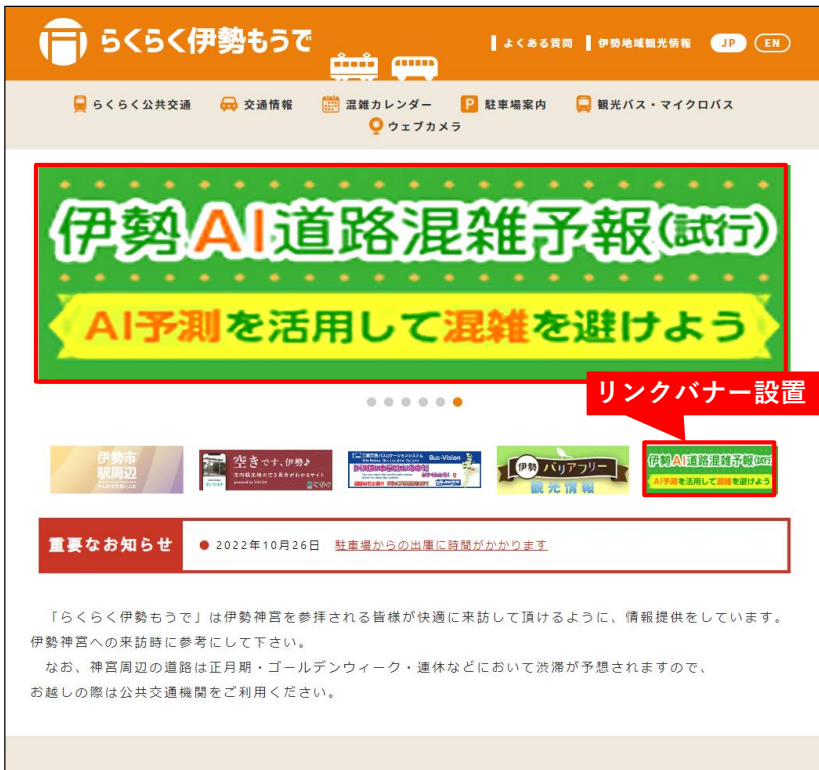 らくらく伊勢もうで
よくある質問 伊勢地域観光情報 JP EN
らくらく公共交通 交通情報 混雑カレンダー P 駐車場案内 観光バス・マイクロバス
ウェブカメラ
伊勢AI道路混雑予報(試行)
AI予測を活用して混雑を避けよう
リンクバナー設置
伊勢市
駅周辺
空きです、伊勢♪
Bus-Vision
伊勢 バリアフリー
観光情報
伊勢AI道路混雑予報(試行)
AI予測を活用して混雑を避けよう
重要なお知らせ ● 2022年10月26日 駐車場からの出庫に時間がかかります
「らくらく伊勢もうで」は伊勢神宮を参拝される皆様が快適に来訪して頂けるように、情報提供をしています。
伊勢神宮への来訪時に参考にして下さい。
なお、神宮周辺の道路は正月期・ゴールデンウィーク・連休などにおいて渋滞が予想されますので、
お越しの際は公共交通機関をご利用ください。